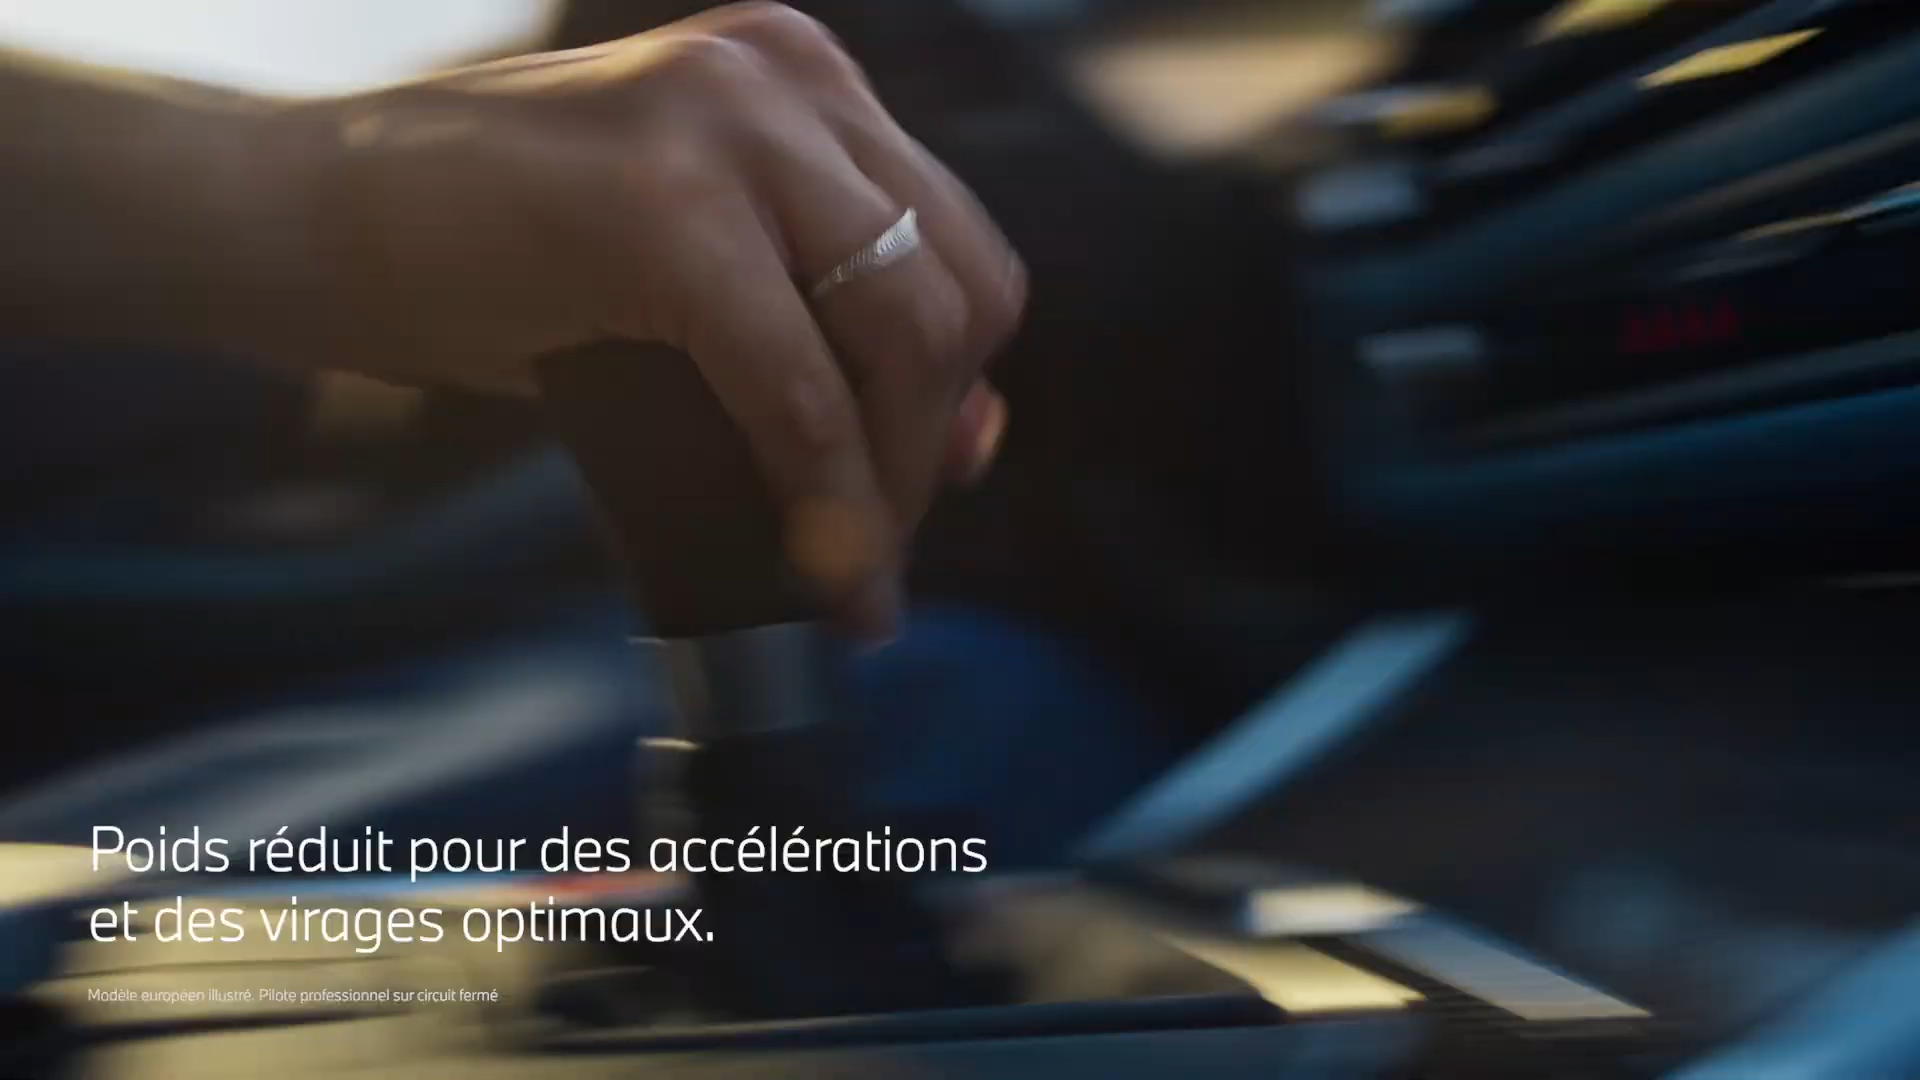 Poids réduit pour des accélérations
et des virages optimaux.
Modèle européen illustré. Pilote professionnel sur circuit fermé